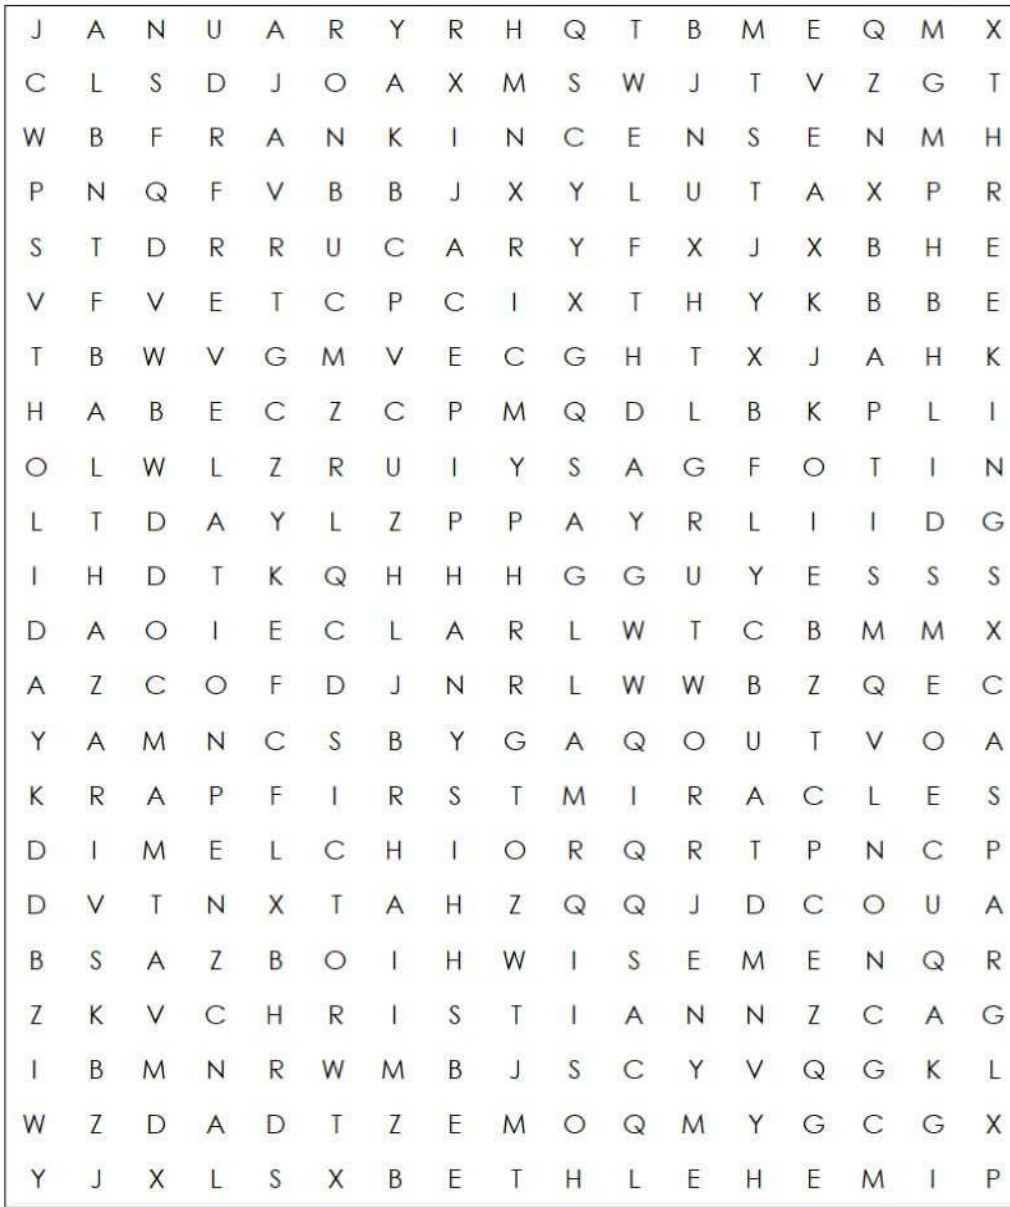 J A N U A R Y R H Q T B M E Q M X
C L S D J O A X M S W J T V Z G T
W B F R A N K I N C E N S E N M H
P N Q F V B B J X Y L U T A X P R
S T D R R U C A R Y F X J X B H E
V F V E T C P C I X T H Y K B B E
T B W V G M V E C G H T X J A H K
H A B E C Z C P M Q D L B K P L I
O L W L Z R U I Y S A G F O T I N
L T D A Y L Z P P A Y R L I I D G
I H D T K Q H H H G G U Y E S S S
D A O I E C L A R L W T C B M M X
A Z C O F D J N R L W W B Z Q E C
Y A M N C S B Y G A Q O U T V O A
K R A P F I R S T M I R A C L E S
D I M E L C H I O R Q R T P N C P
D V T N X T A H Z Q Q J D C O U A
B S A Z B O I H W I S E M E N Q R
Z K V C H R I S T I A N N Z C A G
I B M N R W M B J S C Y V Q G K L
W Z D A D T Z E M O Q M Y G C G X
Y J X L S X B E T H L E H E M I P